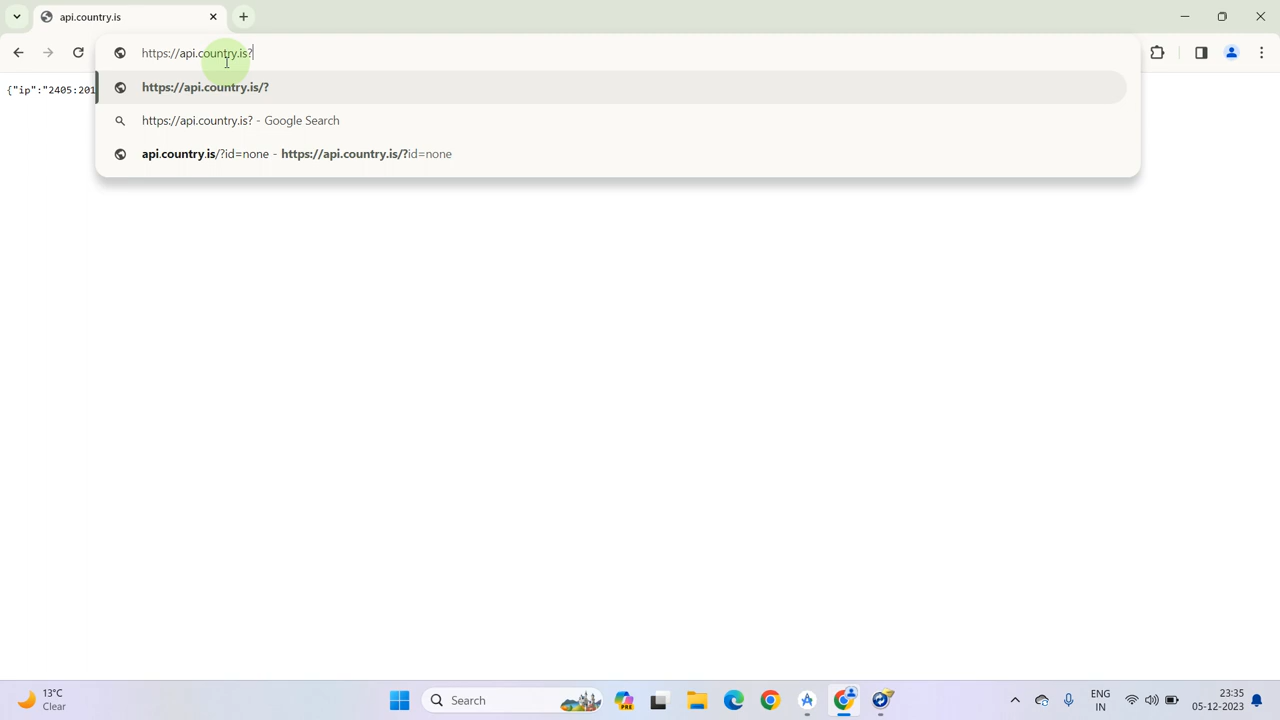 api.country.is
https://api.country.is?
{"ip":"2405:201
https://api.country.is/?
https://api.country.is? - Google Search
api.country.is/?id=none - https://api.country.is/?id=none
13°C
Clear
Search
PRE
ENG
IN
23:35
05-12-2023